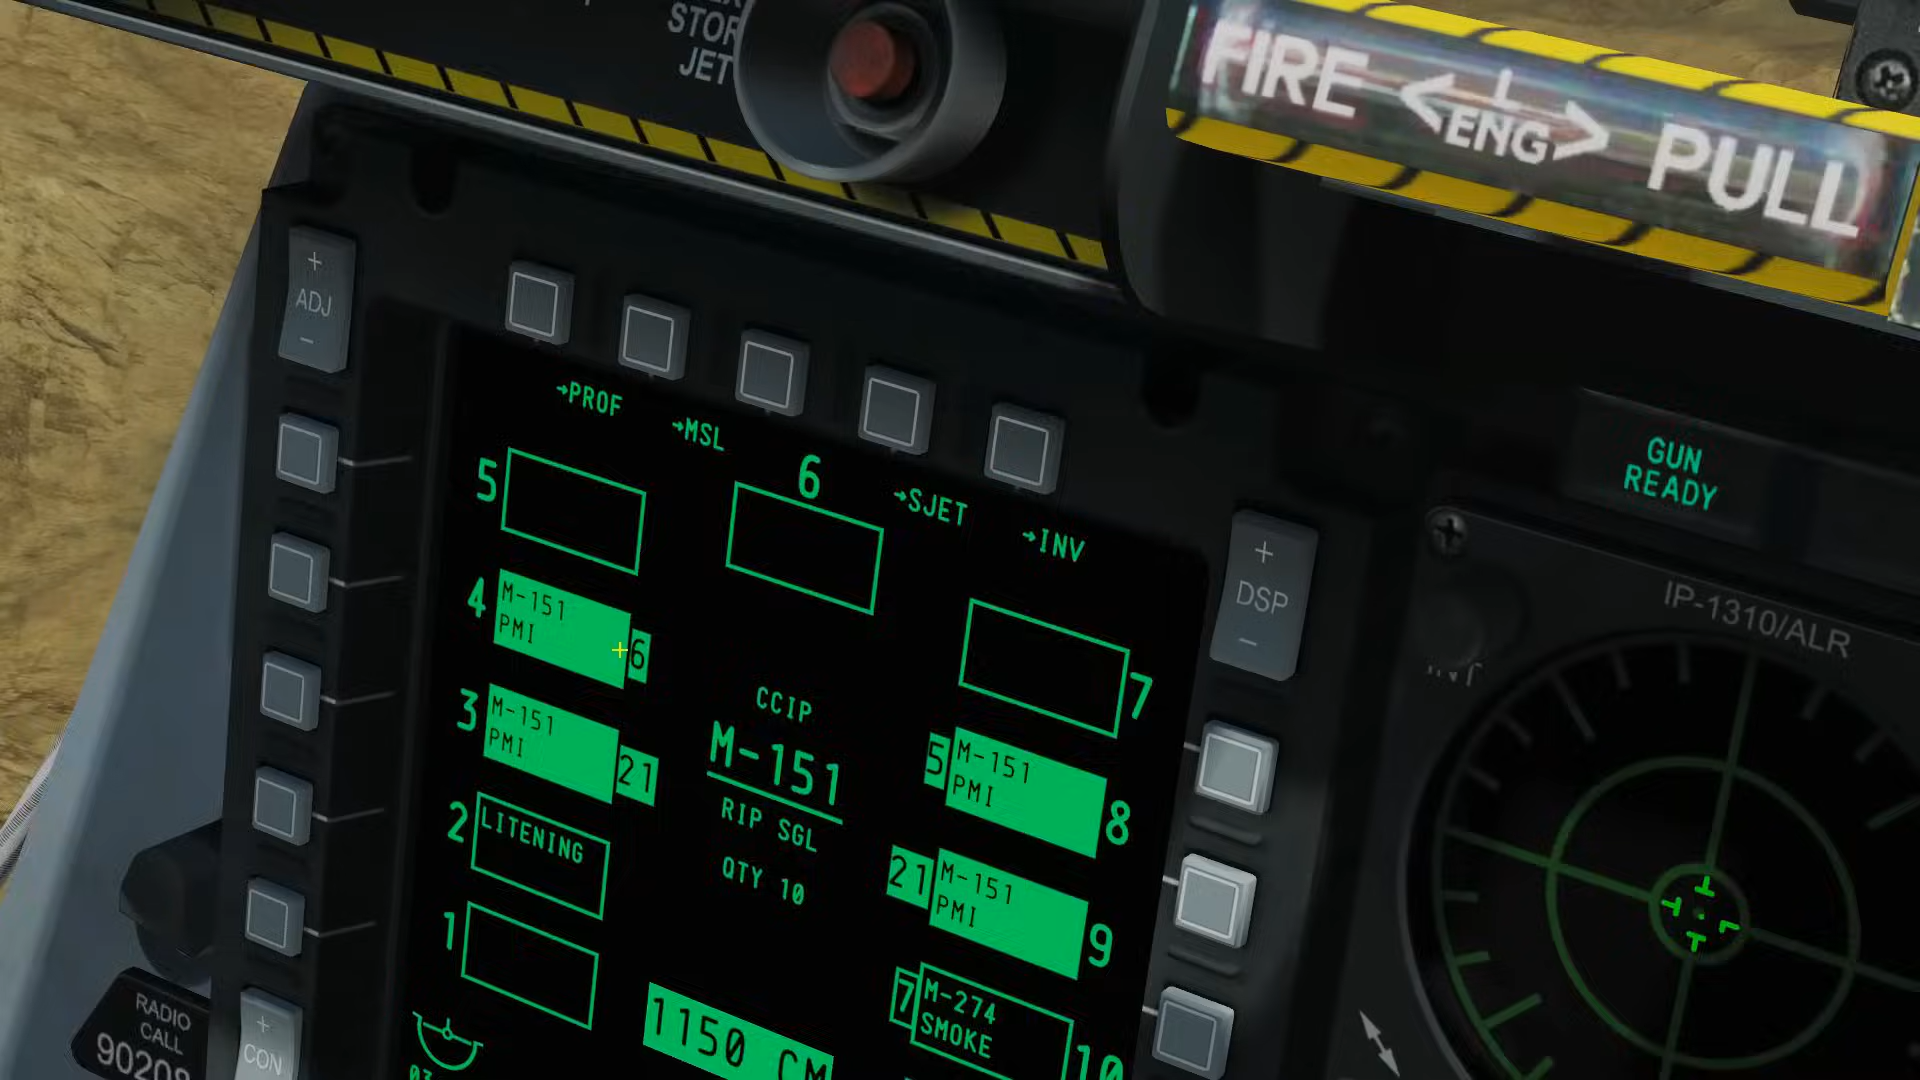 STOR
JET
FIRE < L ENG > PULL
+
ADJ
-
→PROF
→MSL
→SJET
→INV
GUN
READY
5
6
4
M-151
PMI
6
3
M-151
PMI
21
2
LITENING
1
CCIP
M-151
RIP SGL
QTY 10
7
5
M-151
PMI
8
21
M-151
PMI
9
7
M-274
SMOKE
10
1150 CM
+
DSP
-
IP-1310/ALR
RADIO
CALL
+
CON